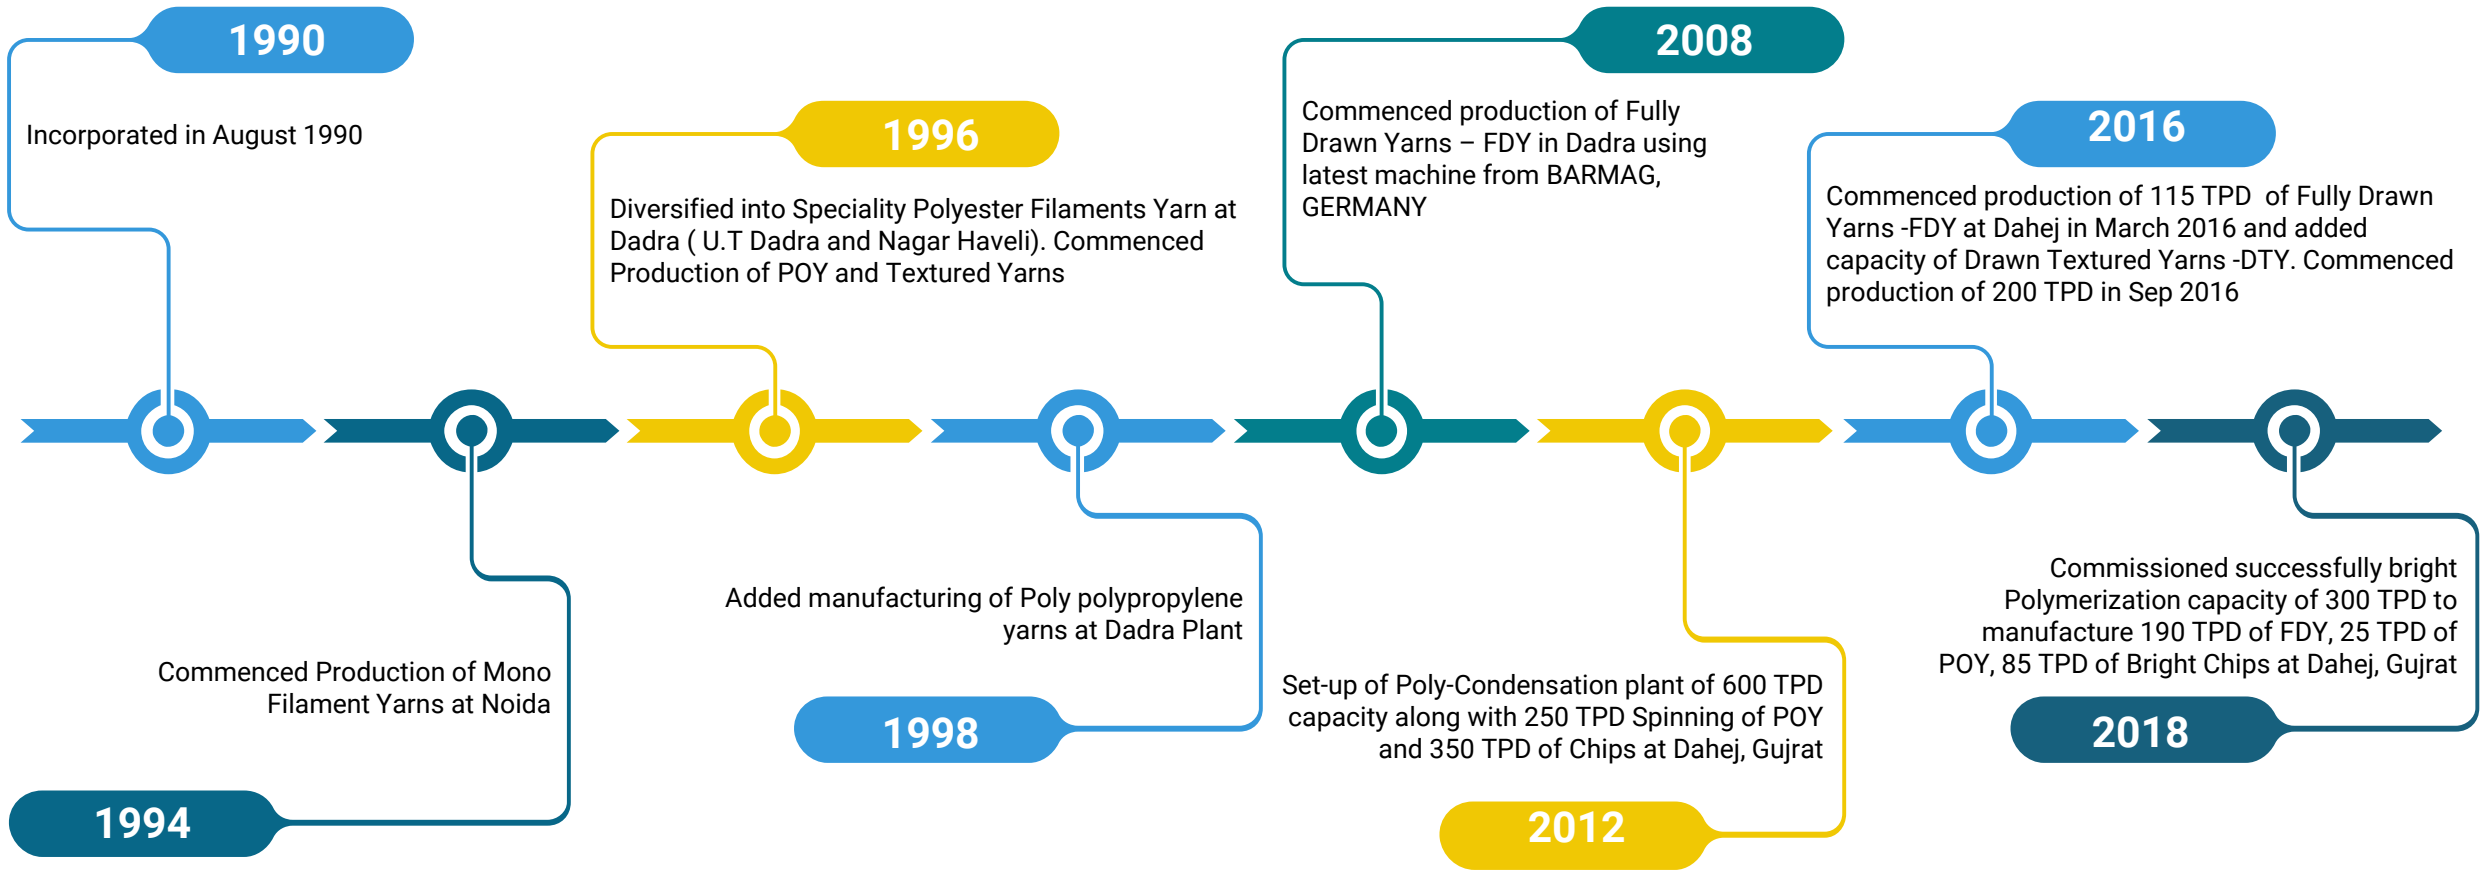 1990
Incorporated in August 1990
1994
Commenced Production of Mono
Filament Yarns at Noida
1996
Diversified into Speciality Polyester Filaments Yarn at
Dadra ( U.T Dadra and Nagar Haveli). Commenced
Production of POY and Textured Yarns
1998
Added manufacturing of Poly polypropylene
yarns at Dadra Plant
2008
Commenced production of Fully
Drawn Yarns – FDY in Dadra using
latest machine from BARMAG,
GERMANY
2012
Set-up of Poly-Condensation plant of 600 TPD
capacity along with 250 TPD Spinning of POY
and 350 TPD of Chips at Dahej, Gujrat
2016
Commenced production of 115 TPD  of Fully Drawn
Yarns -FDY at Dahej in March 2016 and added
capacity of Drawn Textured Yarns -DTY. Commenced
production of 200 TPD in Sep 2016
2018
Commissioned successfully bright
Polymerization capacity of 300 TPD to
manufacture 190 TPD of FDY, 25 TPD of
POY, 85 TPD of Bright Chips at Dahej, Gujrat